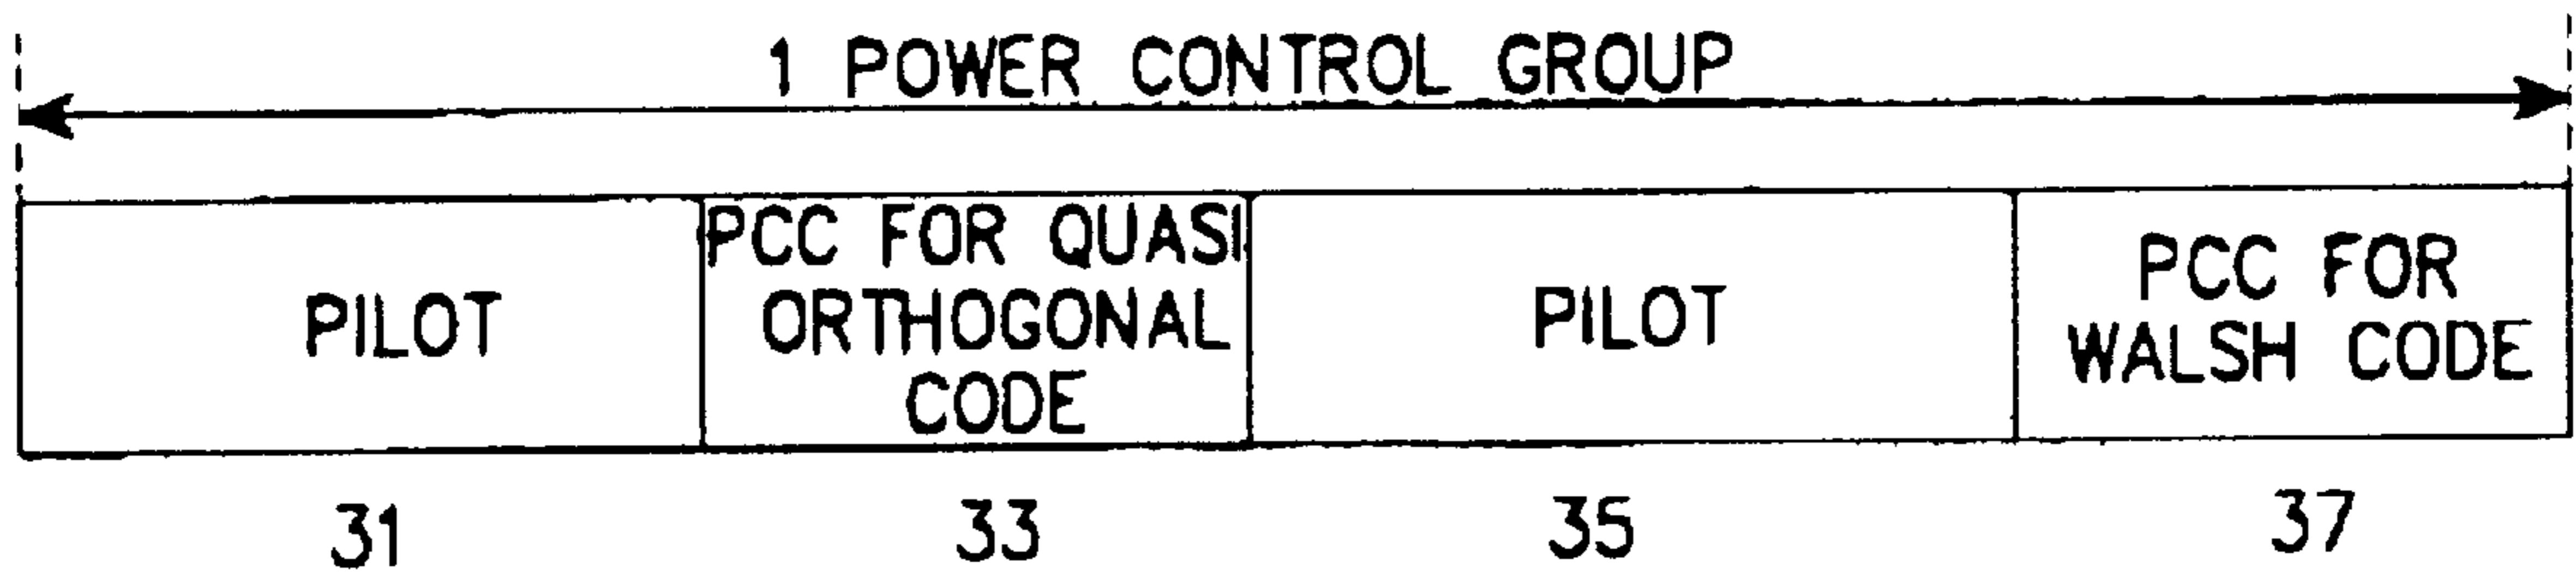 1 POWER CONTROL GROUP
PILOT
PCC FOR QUASI
ORTHOGONAL
CODE
PILOT
PCC FOR
WALSH CODE
31
33
35
37